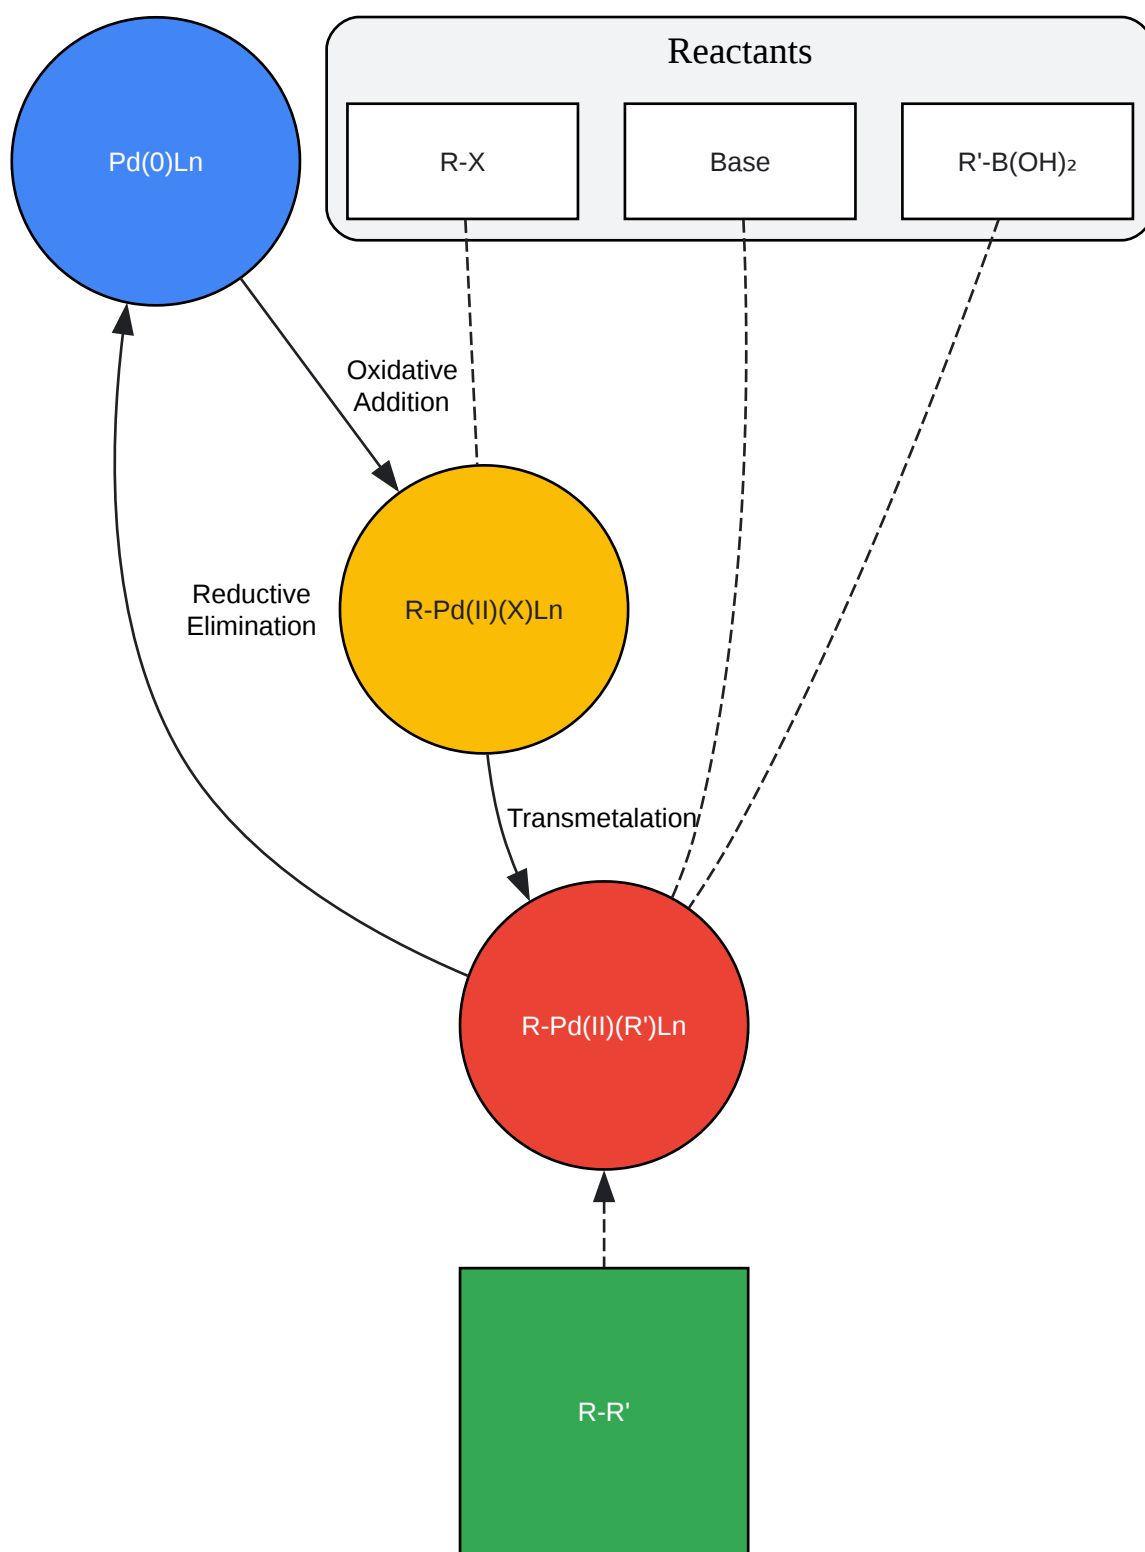 Reactants
Pd(0)Ln
R-X
Base
R'-B(OH)₂
Oxidative
Addition
Reductive
Elimination
R-Pd(II)(X)Ln
Transmetalation
R-Pd(II)(R')Ln
R-R'